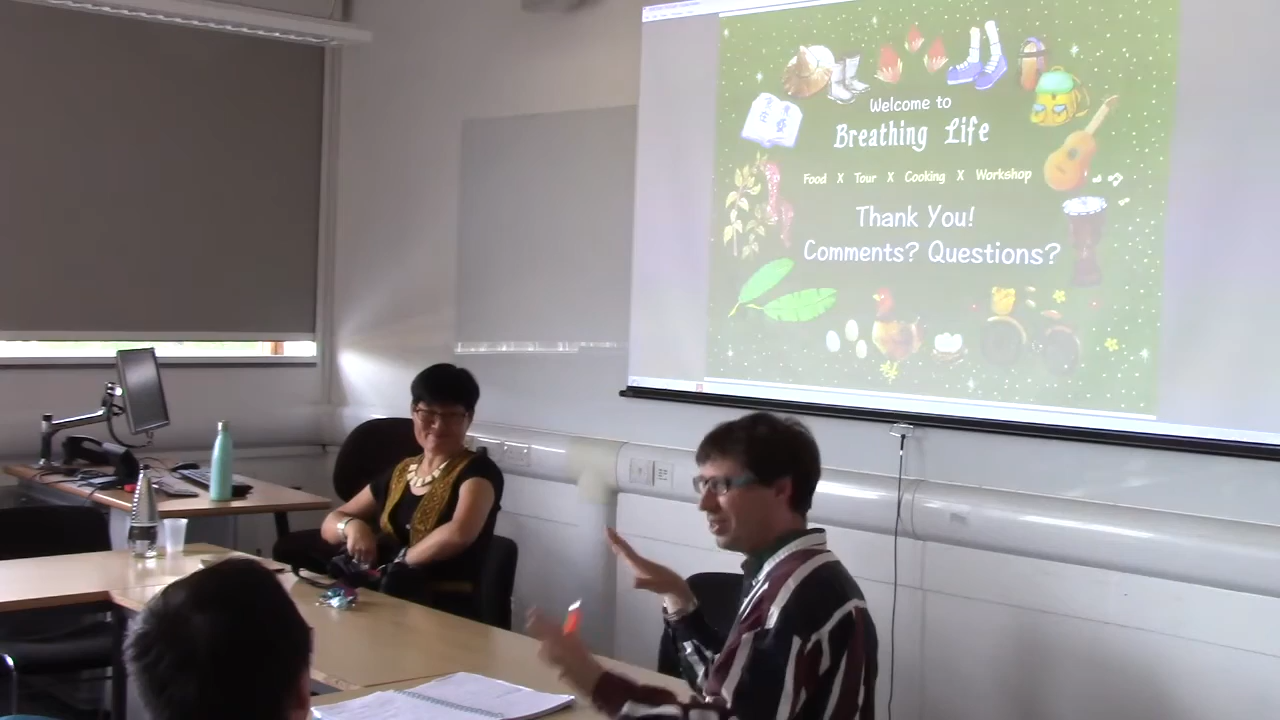 Welcome to
Breathing Life
Food X Tour X Cooking X Workshop
Thank You!
Comments? Questions?